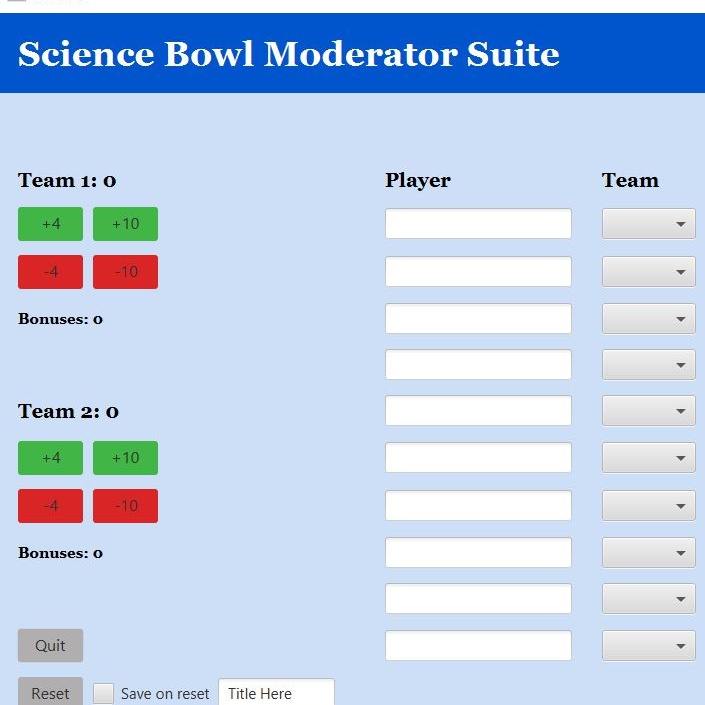 Science Bowl Moderator Suite
Team 1: 0
Player
Team
+4
+10
-4
-10
Bonuses: 0
Team 2: 0
+4
+10
-4
-10
Bonuses: 0
Quit
Reset
Save on reset
Title Here